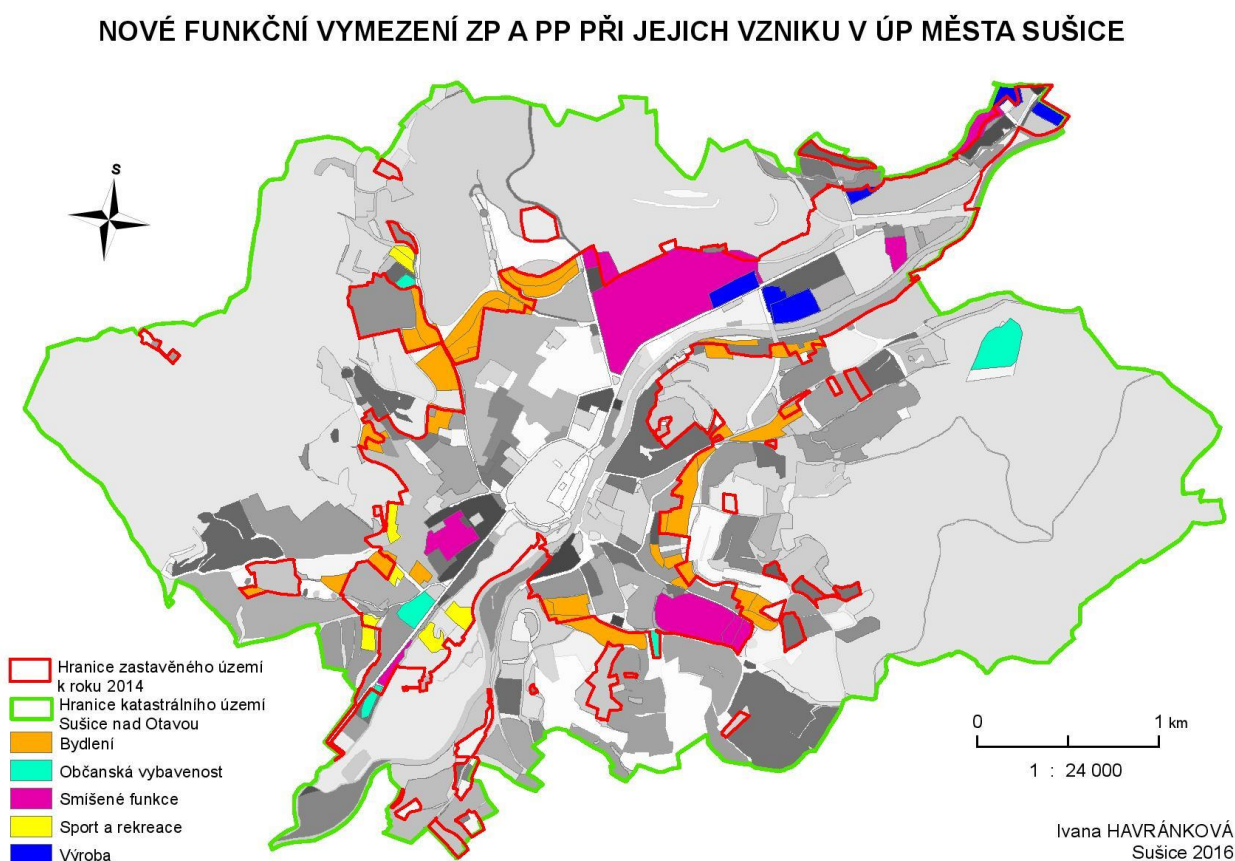 NOVÉ FUNKČNÍ VYMEZENÍ ZP A PP PŘI JEJICH VZNIKU V ÚP MĚSTA SUŠICE
S
Hranice zastavěného území
k roku 2014
Hranice katastrálního území
Sušice nad Otavou
Bydlení
Občanská vybavenost
Smíšené funkce
Sport a rekreace
Výroba
0 1 km
1 : 24 000
Ivana HAVRÁNKOVÁ
Sušice 2016